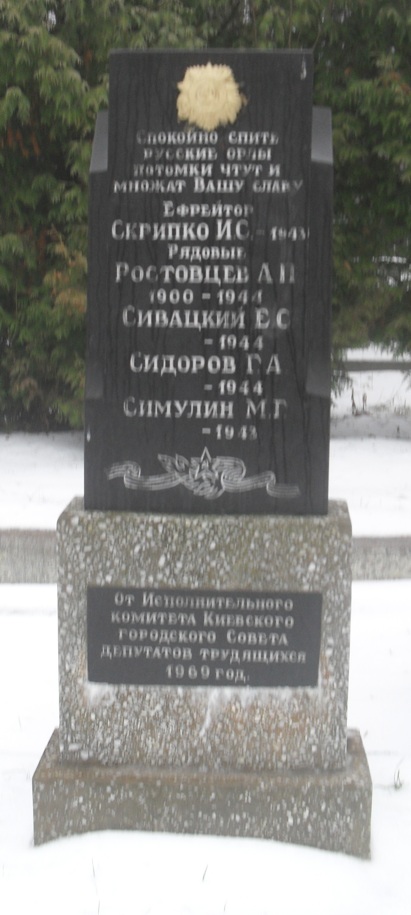 Спокойно спите
русские орлы
потомки чтут и
множат Вашу славу
Ефрейтор
Скрипко И.С. - 1943
Рядовые
Ростовцев А П
1900 - 1944
Сивацкий Е.С
- 1944
Сидоров Г.А
- 1944
Симулин М.Г
- 1943
От Исполнительного
комитета Киевского
городского Совета
депутатов трудящихся
1969 год.